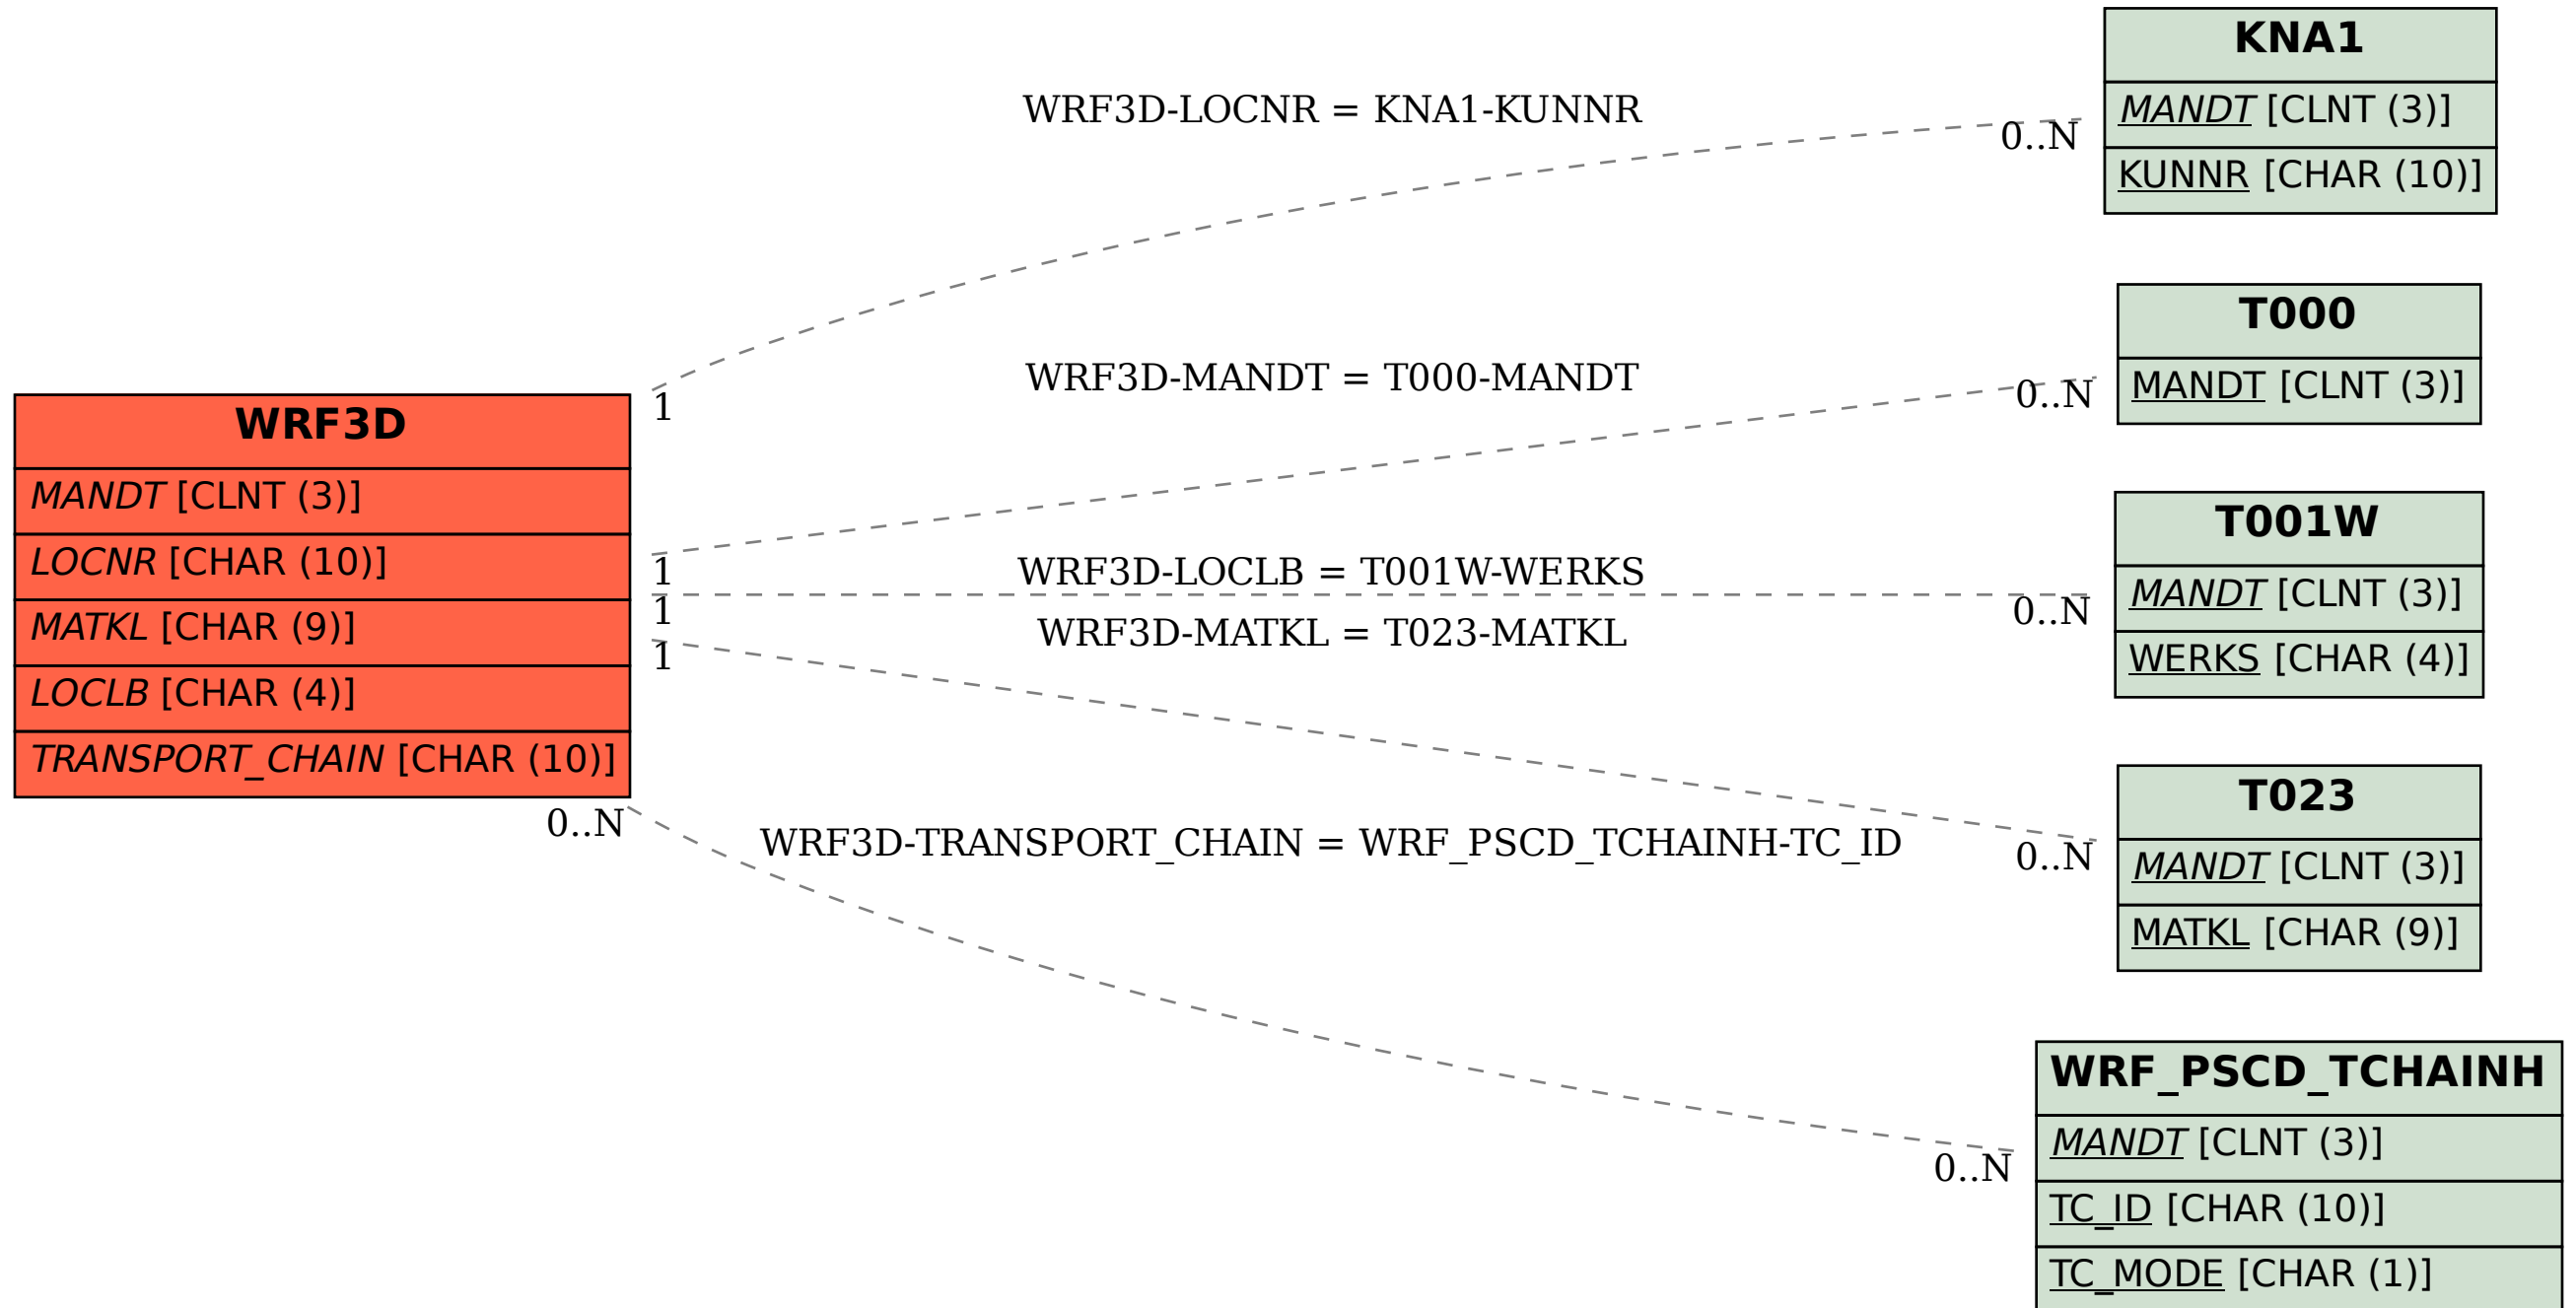 KNA1
MANDT [CLNT (3)]
KUNNR [CHAR (10)]
WRF3D-LOCNR = KNA1-KUNNR
0..N
1
T000
MANDT [CLNT (3)]
WRF3D-MANDT = T000-MANDT
0..N
1
WRF3D
MANDT [CLNT (3)]
LOCNR [CHAR (10)]
MATKL [CHAR (9)]
LOCLB [CHAR (4)]
TRANSPORT_CHAIN [CHAR (10)]
T001W
MANDT [CLNT (3)]
WERKS [CHAR (4)]
WRF3D-LOCLB = T001W-WERKS
1
0..N
WRF3D-MATKL = T023-MATKL
1
0..N
T023
MANDT [CLNT (3)]
MATKL [CHAR (9)]
0..N
WRF3D-TRANSPORT_CHAIN = WRF_PSCD_TCHAINH-TC_ID
0..N
WRF_PSCD_TCHAINH
MANDT [CLNT (3)]
TC_ID [CHAR (10)]
TC_MODE [CHAR (1)]